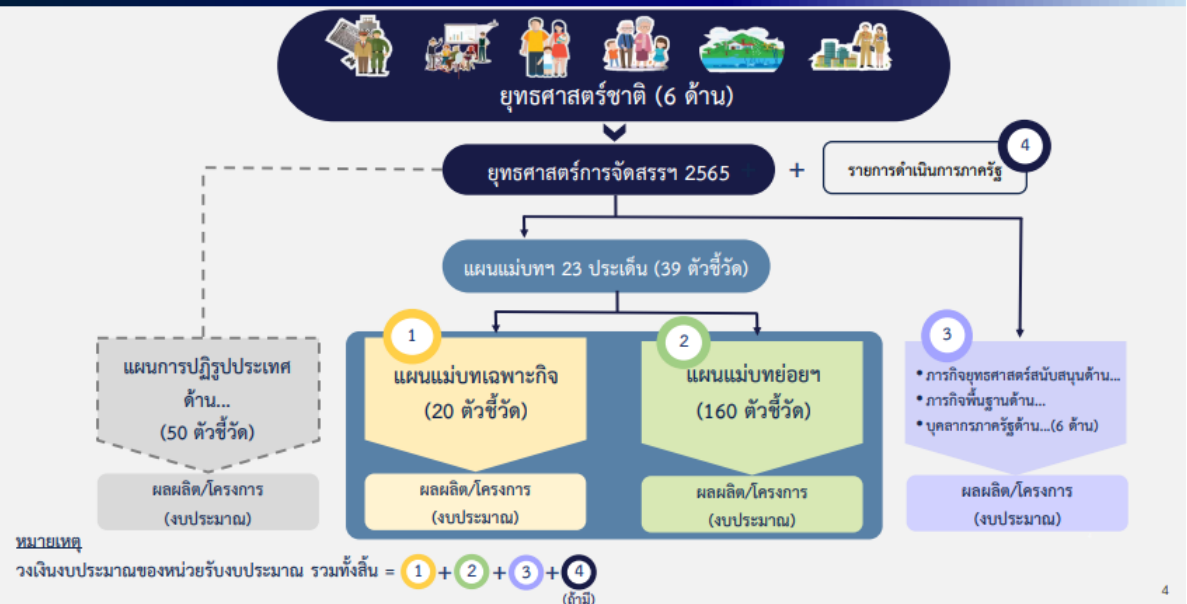 ยุทธศาสตร์ชาติ (6 ด้าน)
ยุทธศาสตร์การจัดสรรฯ 2565
+
รายการดำเนินการภาครัฐ
4
แผนแม่บทฯ 23 ประเด็น (39 ตัวชี้วัด)
แผนการปฏิรูปประเทศ
ด้าน...
(50 ตัวชี้วัด)
ผลผลิต/โครงการ
(งบประมาณ)
1
แผนแม่บทเฉพาะกิจ
(20 ตัวชี้วัด)
ผลผลิต/โครงการ
(งบประมาณ)
2
แผนแม่บทย่อยฯ
(160 ตัวชี้วัด)
ผลผลิต/โครงการ
(งบประมาณ)
3
• ภารกิจยุทธศาสตร์สนับสนุนด้าน...
• ภารกิจพื้นฐานด้าน...
• บุคลากรภาครัฐด้าน...(6 ด้าน)
ผลผลิต/โครงการ
(งบประมาณ)
หมายเหตุ
วงเงินงบประมาณของหน่วยรับงบประมาณ รวมทั้งสิ้น = 1 + 2 + 3 + 4
(ถ้ามี)
4